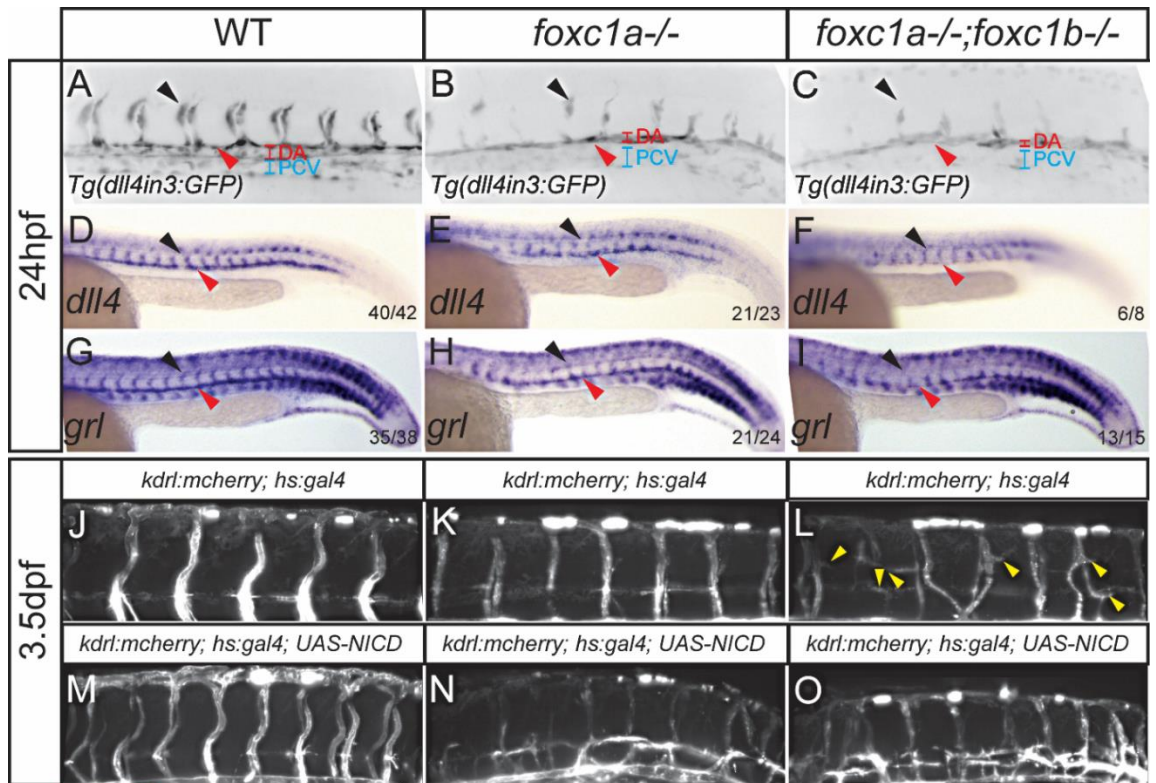 WT
foxc1a-/-
foxc1a-/-;foxc1b-/-
24hpf
A
DA
PCV
Tg(dll4in3:GFP)
B
DA
PCV
Tg(dll4in3:GFP)
C
DA
PCV
Tg(dll4in3:GFP)
D
dll4
40/42
E
dll4
21/23
F
dll4
6/8
G
grl
35/38
H
grl
21/24
I
grl
13/15
3.5dpf
kdrl:mcherry; hs:gal4
kdrl:mcherry; hs:gal4
kdrl:mcherry; hs:gal4
J
K
L
kdrl:mcherry; hs:gal4; UAS-NICD
kdrl:mcherry; hs:gal4; UAS-NICD
kdrl:mcherry; hs:gal4; UAS-NICD
M
N
O